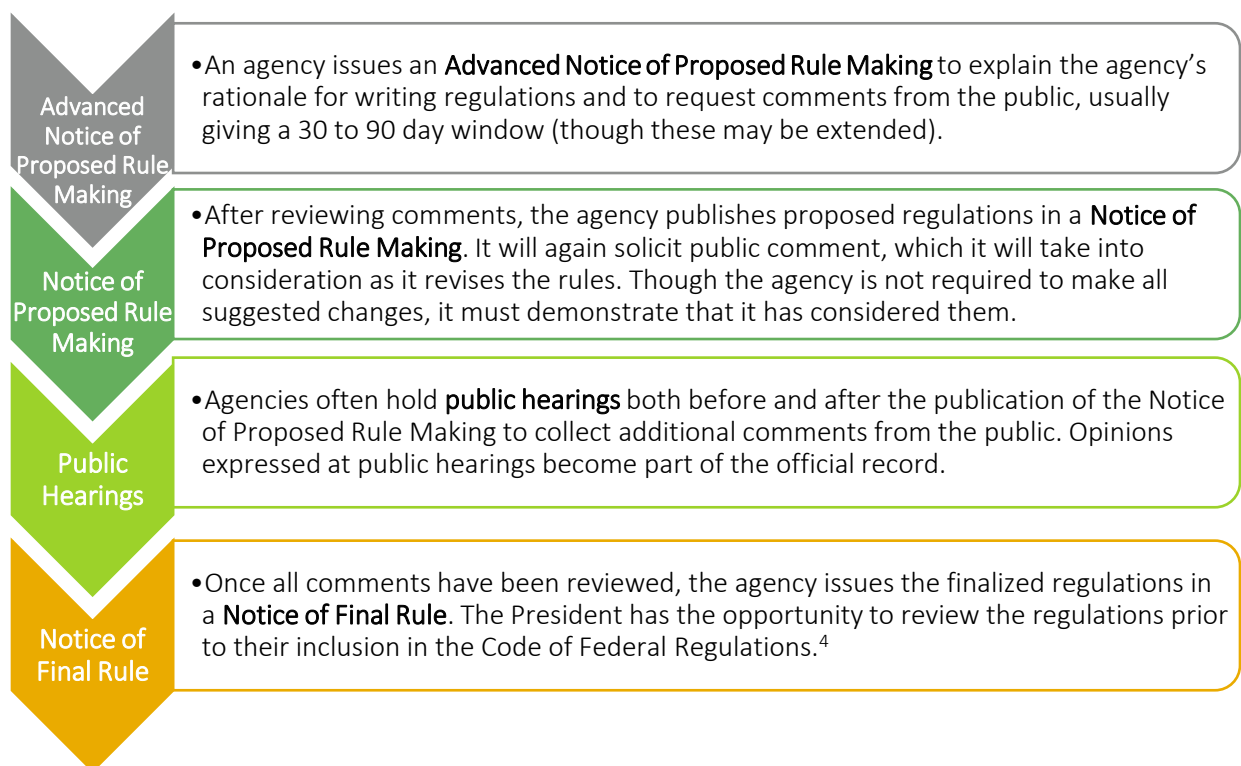 Advanced
Notice of
Proposed Rule
Making
•An agency issues an Advanced Notice of Proposed Rule Making to explain the agency's
rationale for writing regulations and to request comments from the public, usually
giving a 30 to 90 day window (though these may be extended).
Notice of
Proposed Rule
Making
•After reviewing comments, the agency publishes proposed regulations in a Notice of
Proposed Rule Making. It will again solicit public comment, which it will take into
consideration as it revises the rules. Though the agency is not required to make all
suggested changes, it must demonstrate that it has considered them.
Public
Hearings
•Agencies often hold public hearings both before and after the publication of the Notice
of Proposed Rule Making to collect additional comments from the public. Opinions
expressed at public hearings become part of the official record.
Notice of
Final Rule
•Once all comments have been reviewed, the agency issues the finalized regulations in
a Notice of Final Rule. The President has the opportunity to review the regulations prior
to their inclusion in the Code of Federal Regulations.4